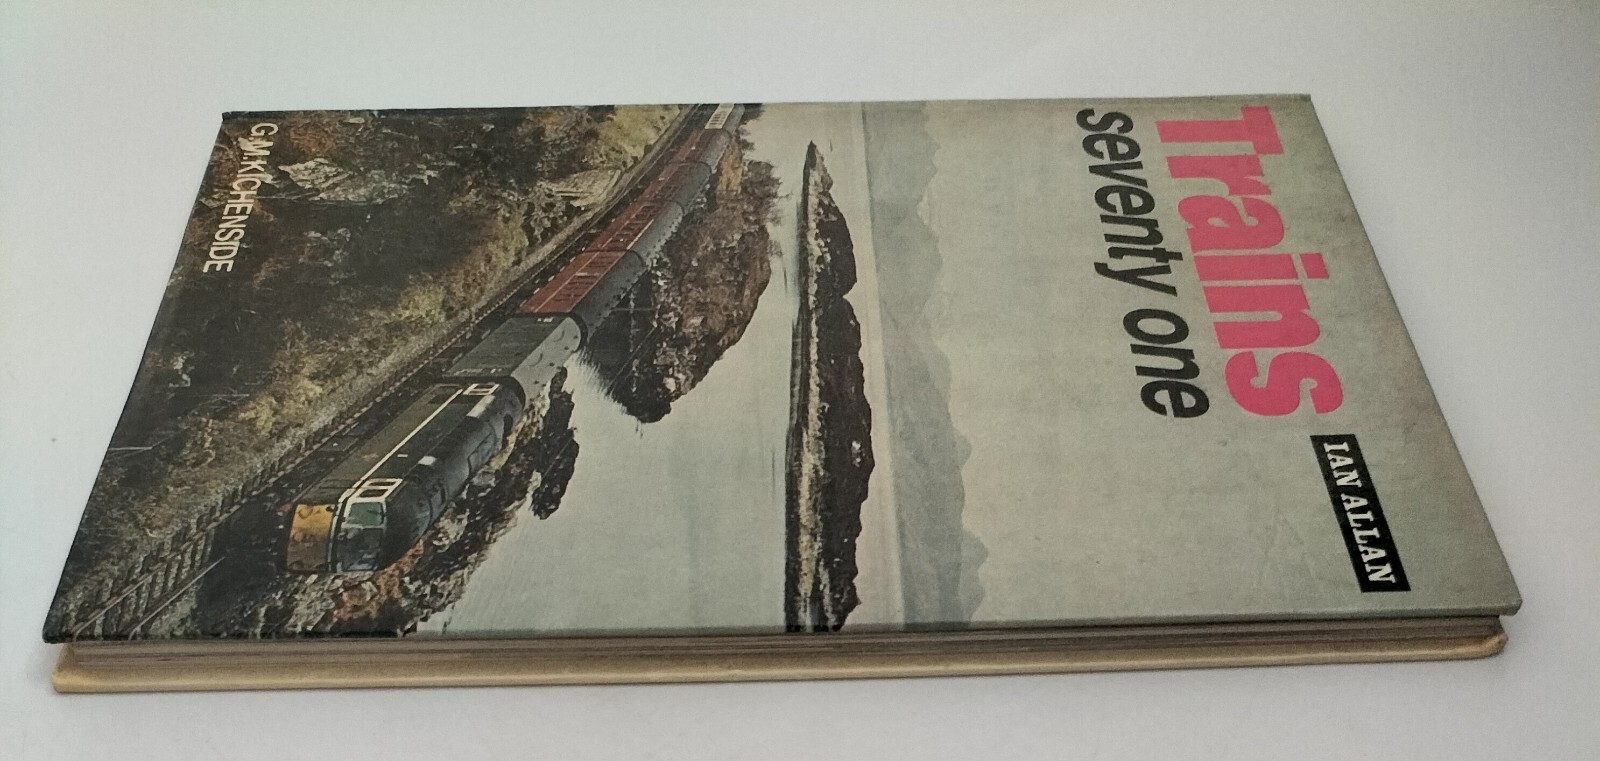 Trains
seventy one
IAN ALLAN
G.M.KICHENSIDE